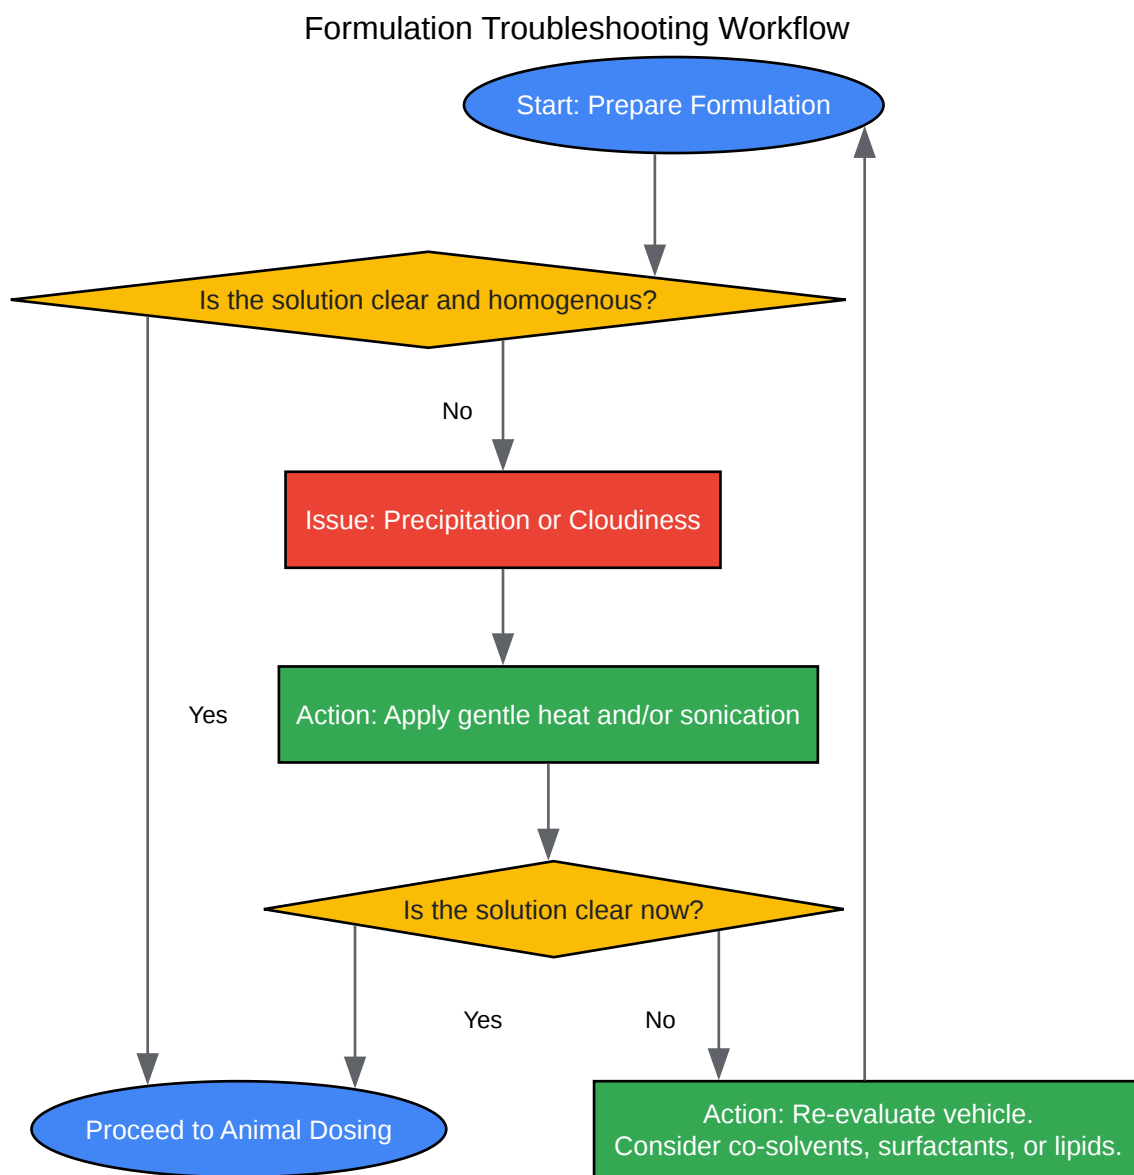 Formulation Troubleshooting Workflow
Start: Prepare Formulation
Is the solution clear and homogenous?
No
Issue: Precipitation or Cloudiness
Yes
Action: Apply gentle heat and/or sonication
Is the solution clear now?
Yes
No
Proceed to Animal Dosing
Action: Re-evaluate vehicle.
Consider co-solvents, surfactants, or lipids.